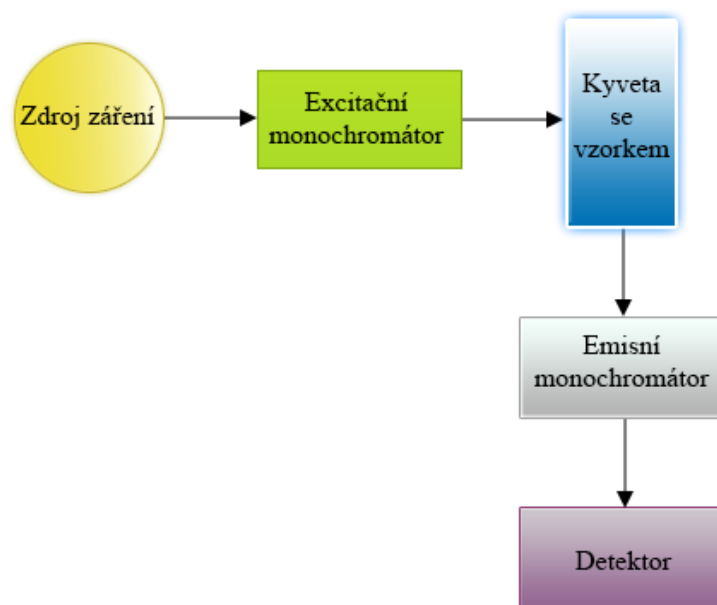 Zdroj záření
Excitační
monochromátor
Kyveta
se
vzorkem
Emisní
monochromátor
Detektor